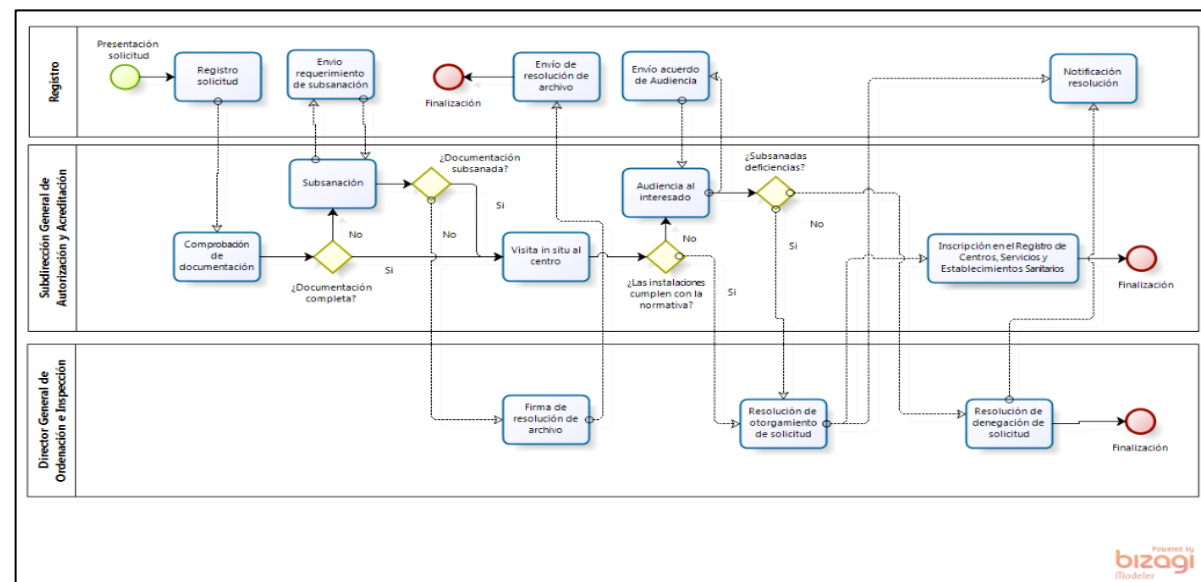 Registro
Presentación
solicitud
Registro
solicitud
Envio
requerimiento
de subsanación
Finalización
Envío de
resolución de
archivo
Envío acuerdo
de Audiencia
Notificación
resolución
Subdirección General de
Autorización y Acreditación
Comprobación
de
documentación
¿Documentación
completa?
No
Si
Subsanación
¿Documentación
subsanada?
Si
No
Visita in situ al
centro
¿Las instalaciones
cumplen con la
normativa?
No
Si
Audiencia al
interesado
¿Subsanadas
deficiencias?
No
Si
Inscripción en el Registro de
Centros, Servicios y
Establecimientos Sanitarios
Finalización
Director General de
Ordenación e Inspección
Firma de
resolución de
archivo
Resolución de
otorgamiento
de solicitud
Resolución de
denegación de
solicitud
Finalización
Powered by
bizagi
Modeler